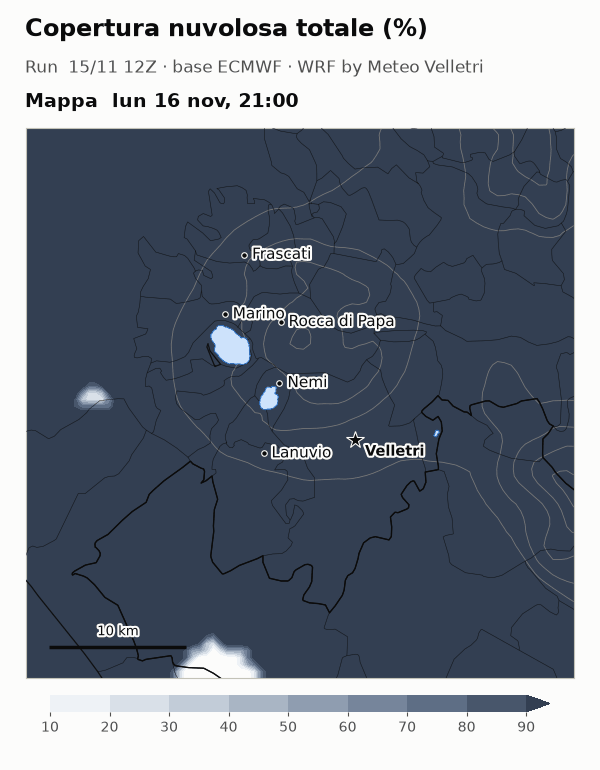 Copertura nuvolosa totale (%)
Run  15/11 12Z · base ECMWF · WRF by Meteo Velletri
Mappa  lun 16 nov, 21:00
Frascati
Marino
Rocca di Papa
Nemi
Velletri
Lanuvio
10 km
10 20 30 40 50 60 70 80 90